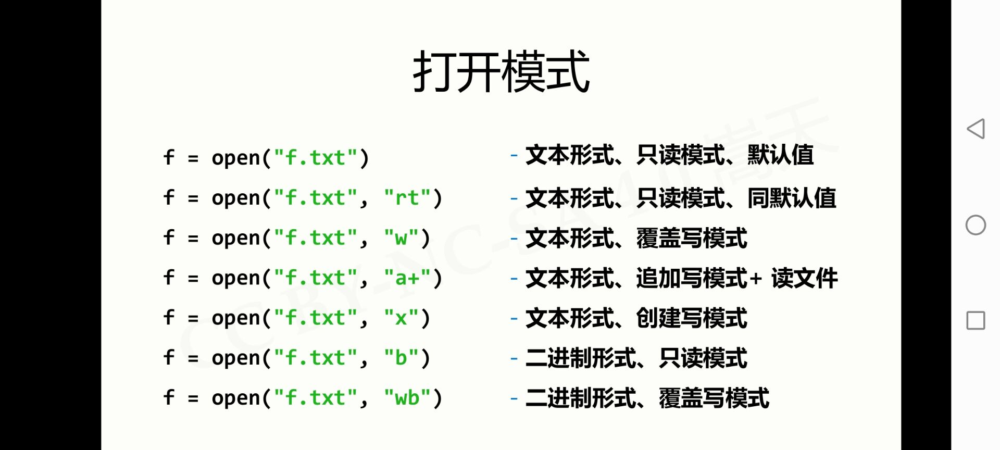 打开模式
f = open("f.txt") - 文本形式、只读模式、默认值
f = open("f.txt", "rt") - 文本形式、只读模式、同默认值
f = open("f.txt", "w") - 文本形式、覆盖写模式
f = open("f.txt", "a+") - 文本形式、追加写模式+ 读文件
f = open("f.txt", "x") - 文本形式、创建写模式
f = open("f.txt", "b") - 二进制形式、只读模式
f = open("f.txt", "wb") - 二进制形式、覆盖写模式
CC BY-NC-SA 4.0 嵩天